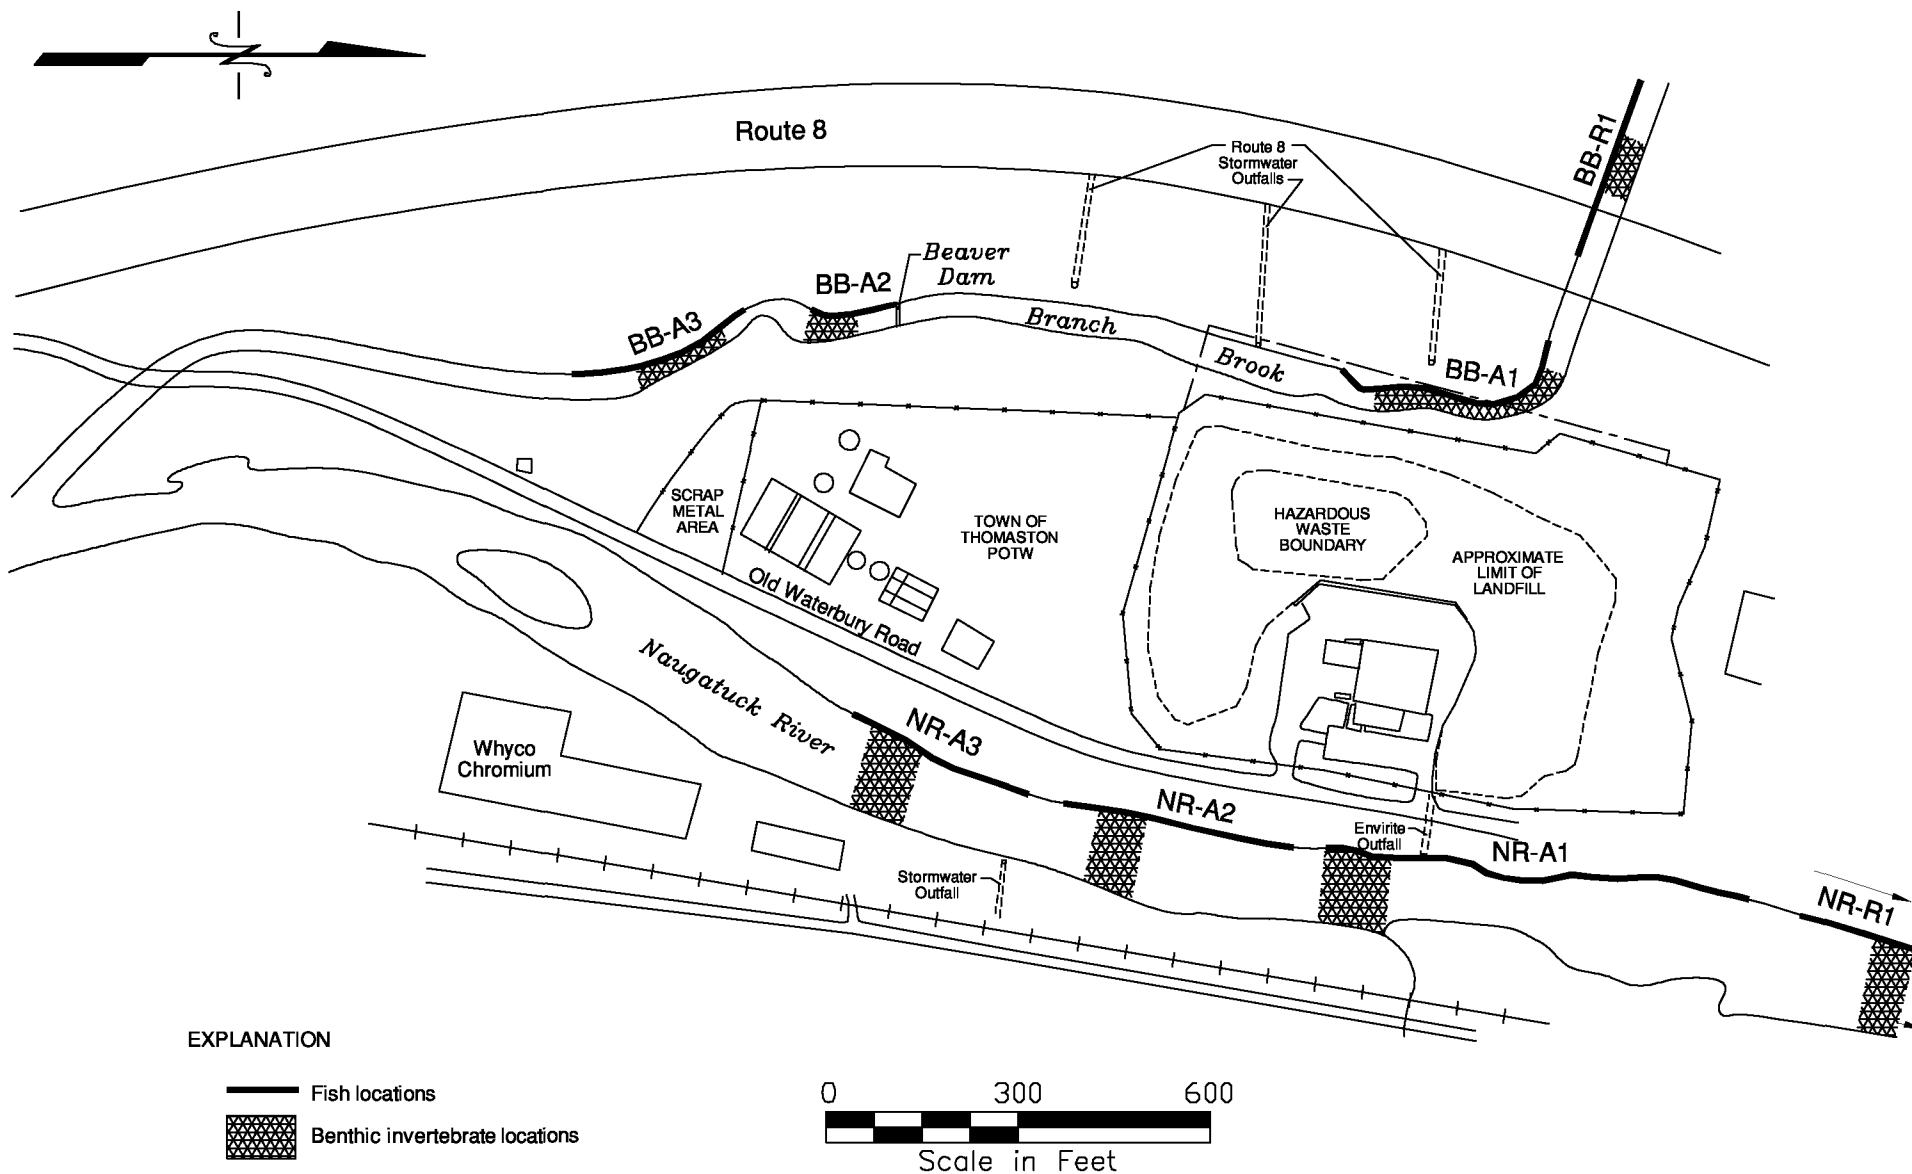 Route 8
Route 8
Stormwater
Outfalls
BB-R1
Beaver
Dam
BB-A2
BB-A3
Branch
Brook
BB-A1
SCRAP
METAL
AREA
TOWN OF
THOMASTON
POTW
HAZARDOUS
WASTE
BOUNDARY
APPROXIMATE
LIMIT OF
LANDFILL
Old Waterbury Road
Naugatuck River
Whyco
Chromium
NR-A3
NR-A2
Envirite
Outfall
NR-A1
NR-R1
Stormwater
Outfall
EXPLANATION
Fish locations
Benthic invertebrate locations
0 300 600
Scale in Feet